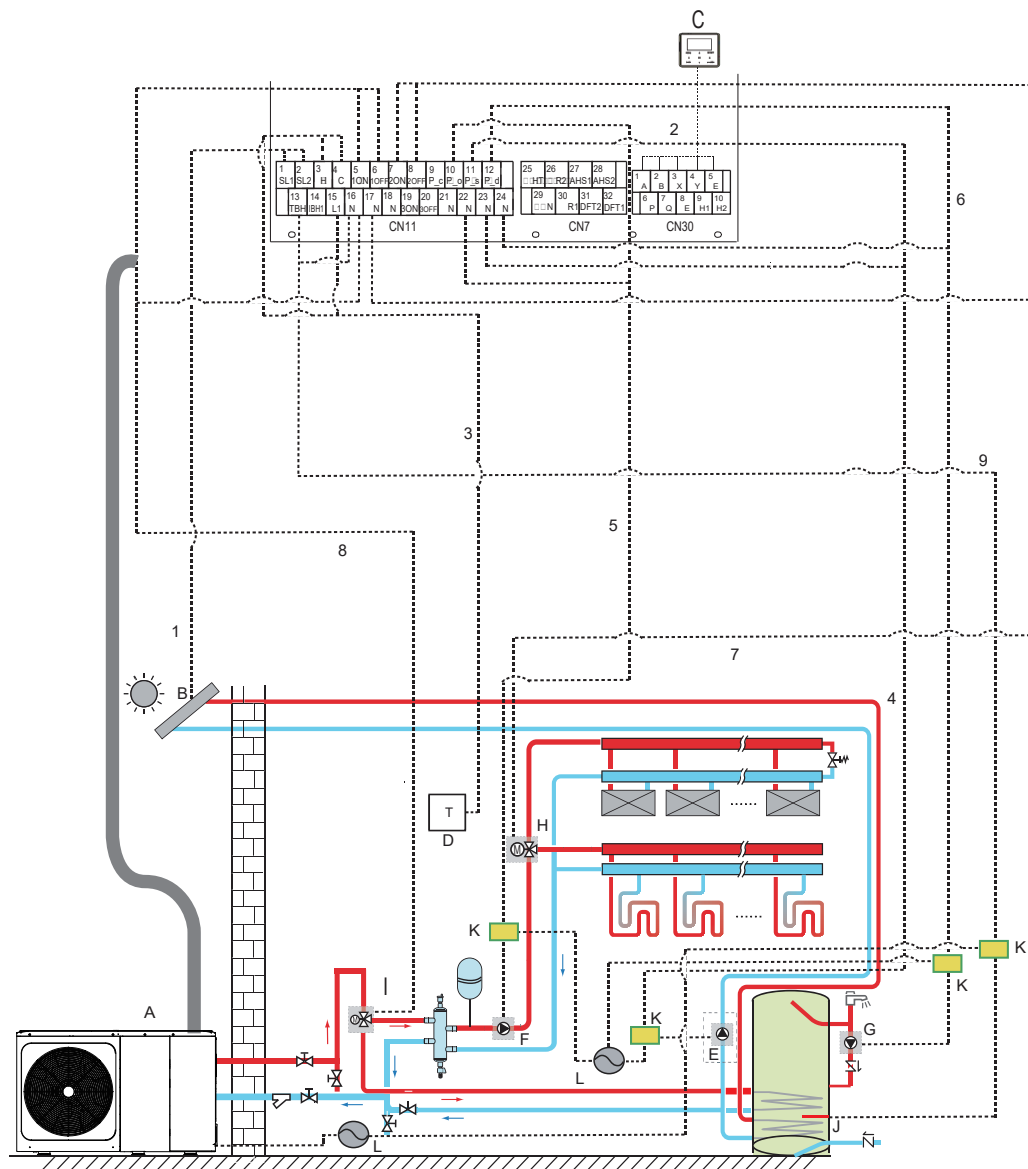 C
2
1 2 3 4 5 6 7 8 9 10 11 12
SL1 SL2 H C 1ON 1OFF 2ON 2OFF P_c P_o P□s P□d
13 14 15 16 17 18 19 20 21 22 23 24
TBH IBH1 L1 N N N 3ON 3OFF N N N N
CN11
25 26 27 28
□□HT □□R2 AHS1 AHS2
29 30 31 32
□□N R1 DFT2 DFT1
CN7
1 2 3 4 5
A B X Y E
6 7 8 9 10
P Q E H1 H2
CN30
6
3
9
5
8
1
7
B
4
T
D
H
M
K
K
I
A
M
K
F
G
E
L
J
L